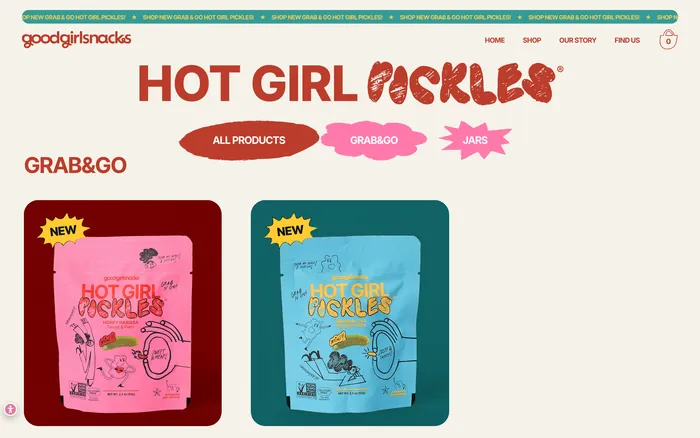 OP NEW GRAB & GO HOT GIRL PICKLES! ★ SHOP NEW GRAB & GO HOT GIRL PICKLES! ★ SHOP NEW GRAB & GO HOT GIRL PICKLES! ★ SHOP NEW GRAB & GO HOT GIRL PICKLES! ★ SHOP NEW GRAB & GO HOT GIRL PICKLES! ★ SHOP N
goodgirlsnacks
HOME SHOP OUR STORY FIND US 0
HOT GIRL PICKLES®
ALL PRODUCTS GRAB&GO JARS
GRAB&GO
NEW
goodgirlsnacks
HOT GIRL
PICKLES
HONEY HARISSA
Sweet & Fiery
NEW
goodgirlsnacks
HOT GIRL
PICKLES